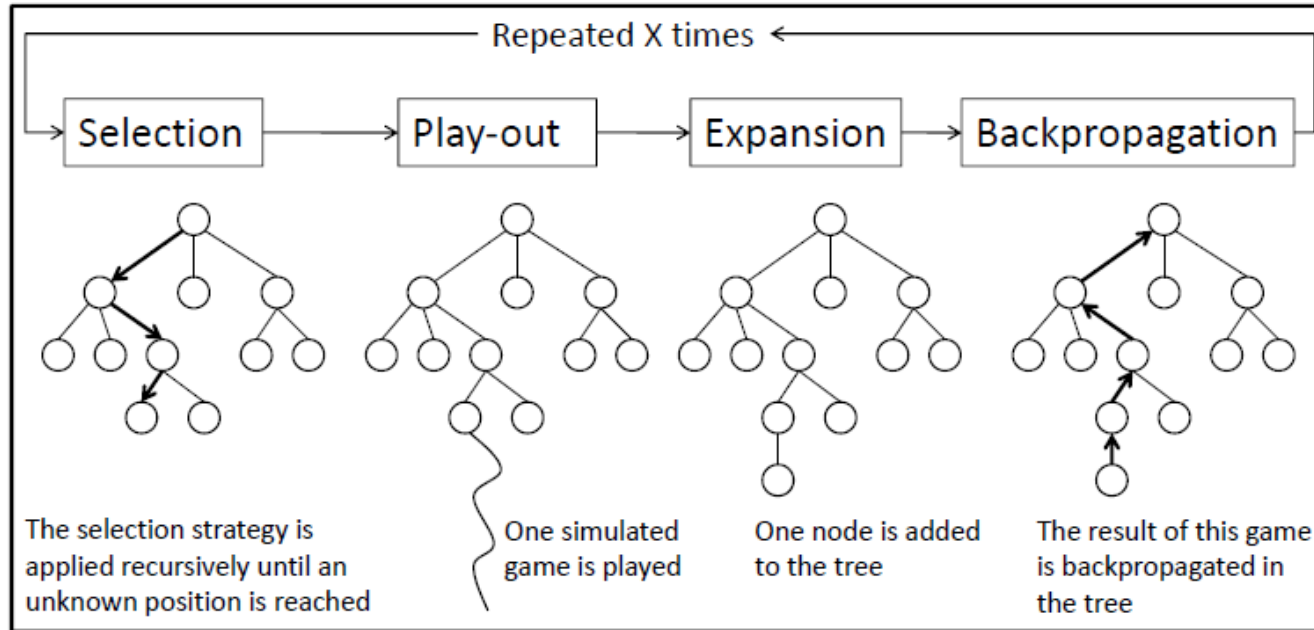 Repeated X times
Selection
Play-out
Expansion
Backpropagation
The selection strategy is
applied recursively until an
unknown position is reached
One simulated
game is played
One node is added
to the tree
The result of this game
is backpropagated in
the tree